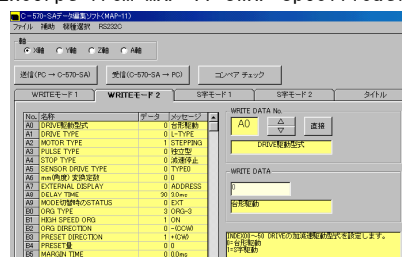 C-570-SAデータ編集ソフト(MAP-11)
ファイル 補助 機種選択 RS232C
軸
X軸 Y軸 Z軸 A軸
送信(PC → C-570-SA) 受信(C-570-SA → PC) コンペア チェック
WRITEモード 1 WRITEモード 2 S字モード 1 S字モード 2 タイトル
No. 名称 データ メッセージ
A0 DRIVE駆動型式 0 台形駆動
A1 DRIVE TYPE 0 L-TYPE
A2 MOTOR TYPE 1 STEPPING
A3 PULSE TYPE 0 独立型
A4 STOP TYPE 0 減速停止
A5 SENSOR DRIVE TYPE 0 TYPE0
A6 mm(角度) 変換定数 0 0
A7 EXTERNAL DISPLAY 0 ADDRESS
A8 DELAY TIME 30 3.0ms
A9 MODE切替時のSTATUS 0 EXT
B0 ORG TYPE 3 ORG-3
B1 HIGH SPEED ORG 1 ON
B2 ORG DIRECTION 0 -(CCW)
B3 PRESET DIRECTION 1 +(CW)
B4 PRESET量 0 0
B5 MARGIN TIME 0 0.0ms
WRITE DATA No.
A0 △ ▽ 直接
DRIVE駆動型式
WRITE DATA
0
台形駆動
INDEX00~50 DRIVEの加減速駆動型式を設定します。
0=台形駆動
1=S字駆動